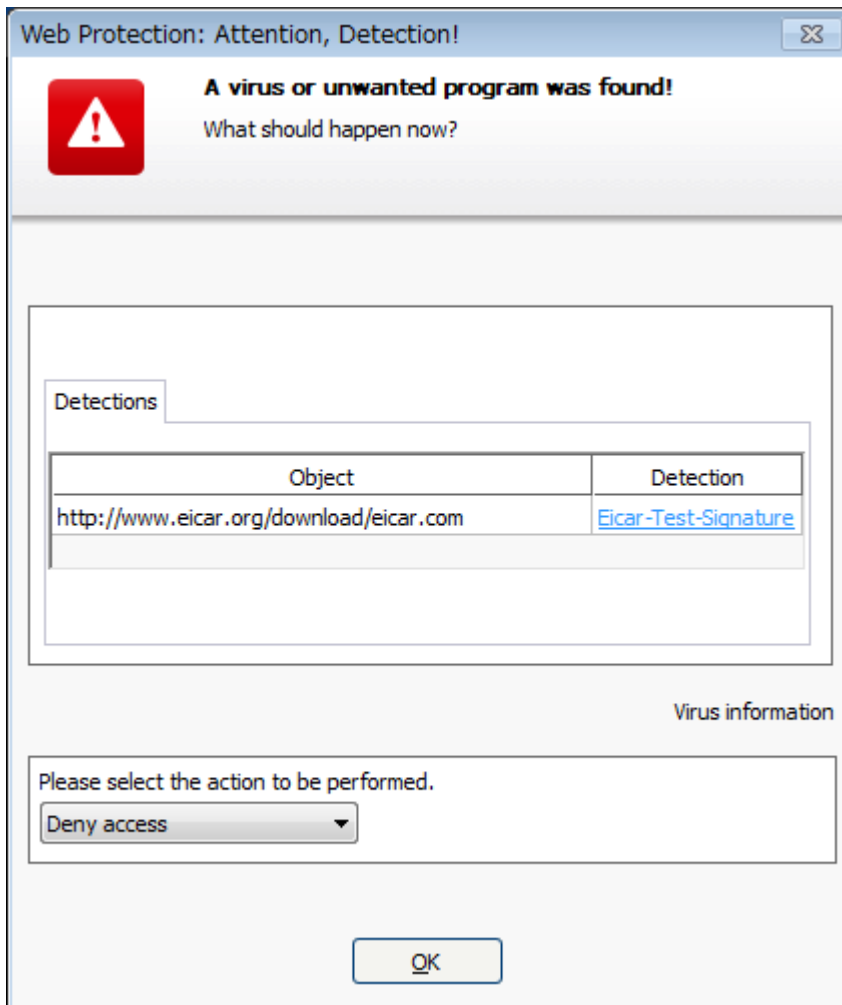 Web Protection: Attention, Detection!
A virus or unwanted program was found!
What should happen now?
Detections
Object Detection
http://www.eicar.org/download/eicar.com Eicar-Test-Signature
Virus information
Please select the action to be performed.
Deny access
OK